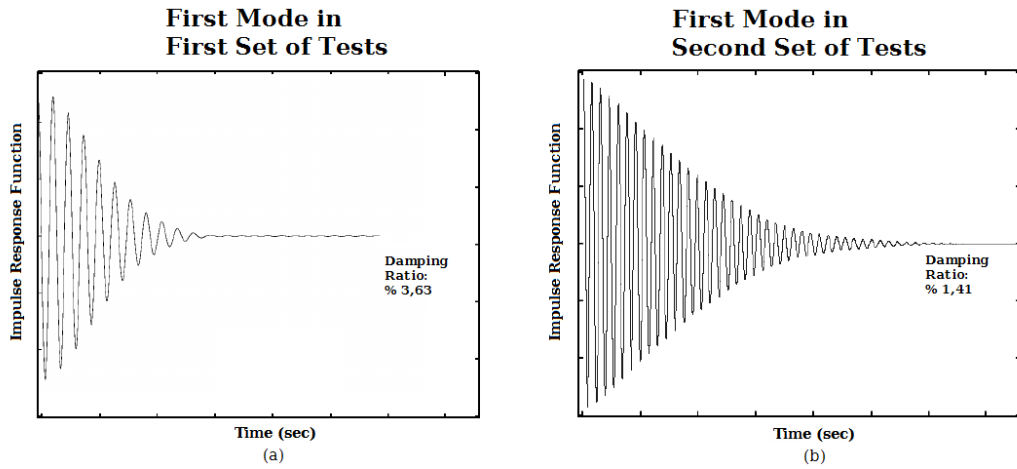 First Mode in
First Set of Tests
Impulse Response Function
Damping
Ratio:
% 3,63
Time (sec)
(a)
First Mode in
Second Set of Tests
Impulse Response Function
Damping
Ratio:
% 1,41
Time (sec)
(b)